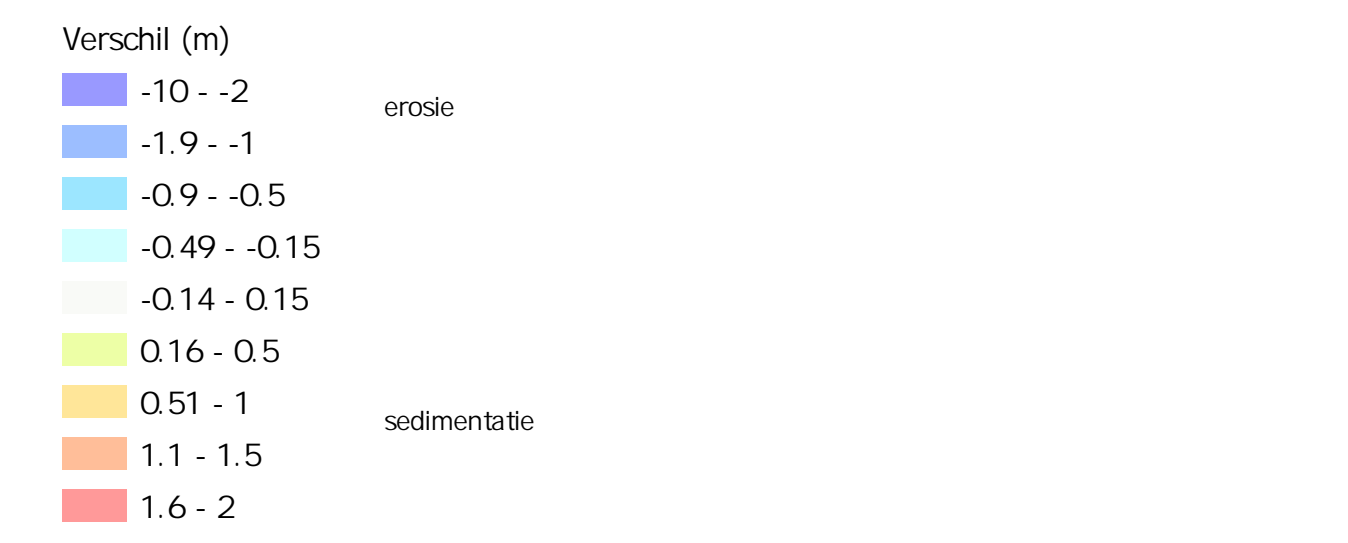 Verschil (m)
-10 - -2
erosie
-1.9 - -1
-0.9 - -0.5
-0.49 - -0.15
-0.14 - 0.15
0.16 - 0.5
0.51 - 1
sedimentatie
1.1 - 1.5
1.6 - 2